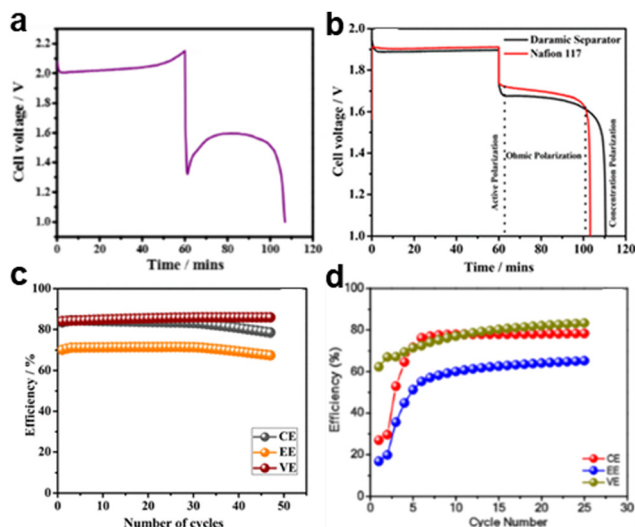 a
2.2
2.0
1.8
1.6
1.4
1.2
1.0
Cell voltage / V
0 20 40 60 80 100 120
Time / mins
b
2.0
1.8
1.6
1.4
1.2
1.0
Cell voltage / V
Daramic Separator
Nafion 117
Active Polarization
Ohmic Polarization
Concentration Polarization
0 20 40 60 80 100 120
Time / mins
c
100
80
60
40
20
0
Efficiency / %
CE
EE
VE
0 10 20 30 40 50
Number of cycles
d
100
80
60
40
20
0
Efficiency (%)
CE
EE
VE
0 5 10 15 20 25
Cycle Number